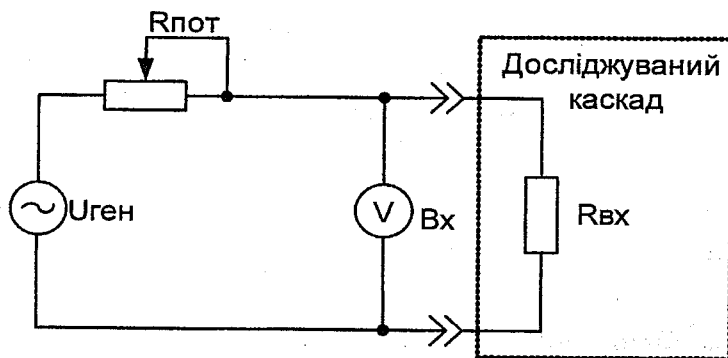 Rпот
Досліджуваний
каскад
Uген
V
Вх
Rвх